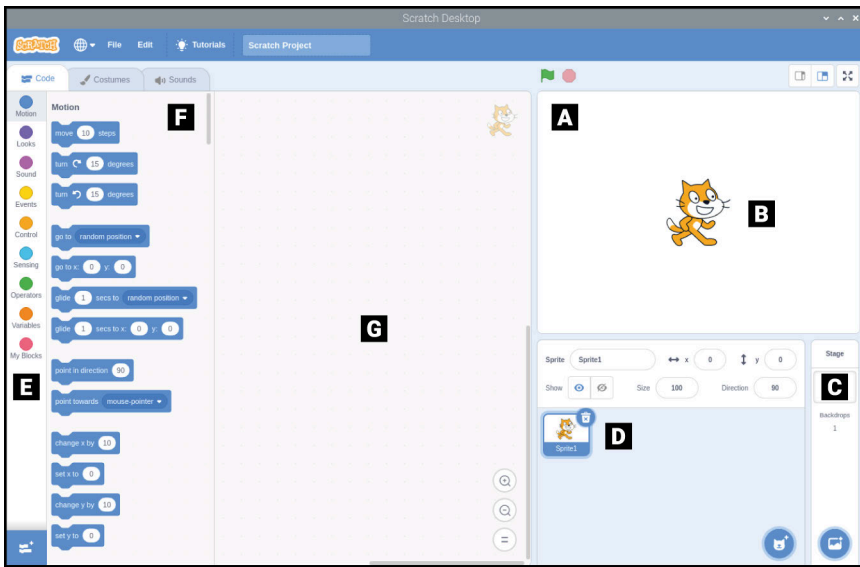 Scratch Desktop
SCRATCH File Edit Tutorials Scratch Project
Code Costumes Sounds
Motion
Looks
Sound
Events
Control
Sensing
Operators
Variables
My Blocks
E
Motion
F
move 10 steps
turn 15 degrees
turn 15 degrees
go to random position
go to x: 0 y: 0
glide 1 secs to random position
glide 1 secs to x: 0 y: 0
point in direction 90
point towards mouse-pointer
change x by 10
set x to 0
change y by 10
set y to 0
G
A
B
Sprite Sprite1 x 0 y 0
Show Size 100 Direction 90
Sprite1
D
Stage
C
Backdrops
1